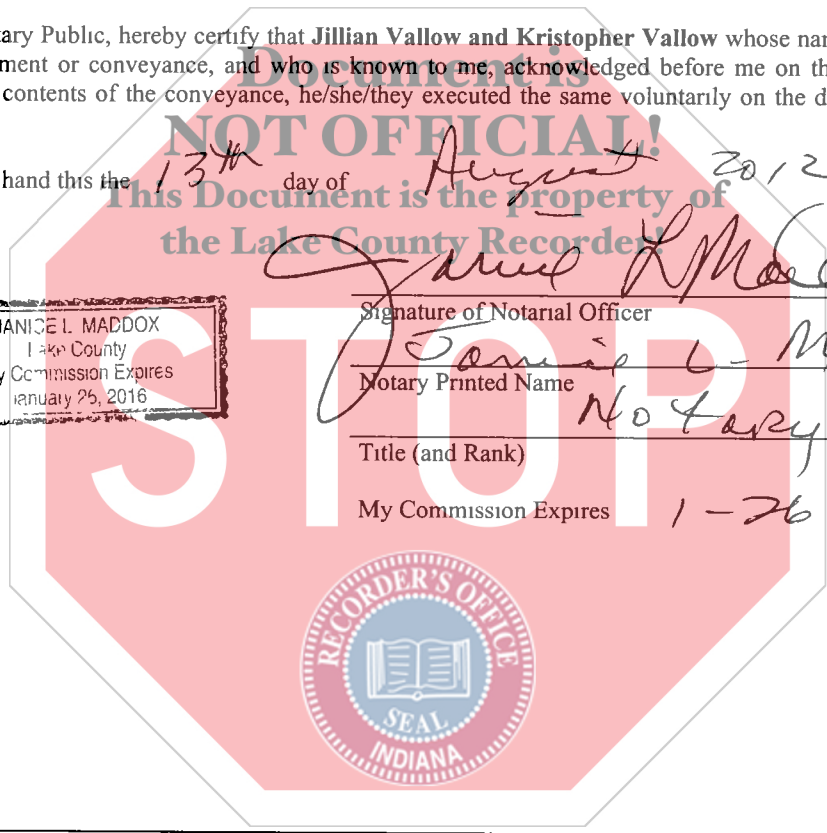 tary Public, hereby certify that Jillian Vallow and Kristopher Vallow whose nar
ment or conveyance, and who is known to me, acknowledged before me on th
contents of the conveyance, he/she/they executed the same voluntarily on the d
Document is
NOT OFFICIAL!
This Document is the property of
the Lake County Recorder!
STOP
hand this the 13th day of August 2012
Signature of Notarial Officer
ANICE L. MADDOX
Lake County
y Commission Expires
January 25, 2016
L- M
Notary Printed Name
Notary
Title (and Rank)
My Commission Expires 1-26
RECORDER'S OFFICE
SEAL
INDIANA